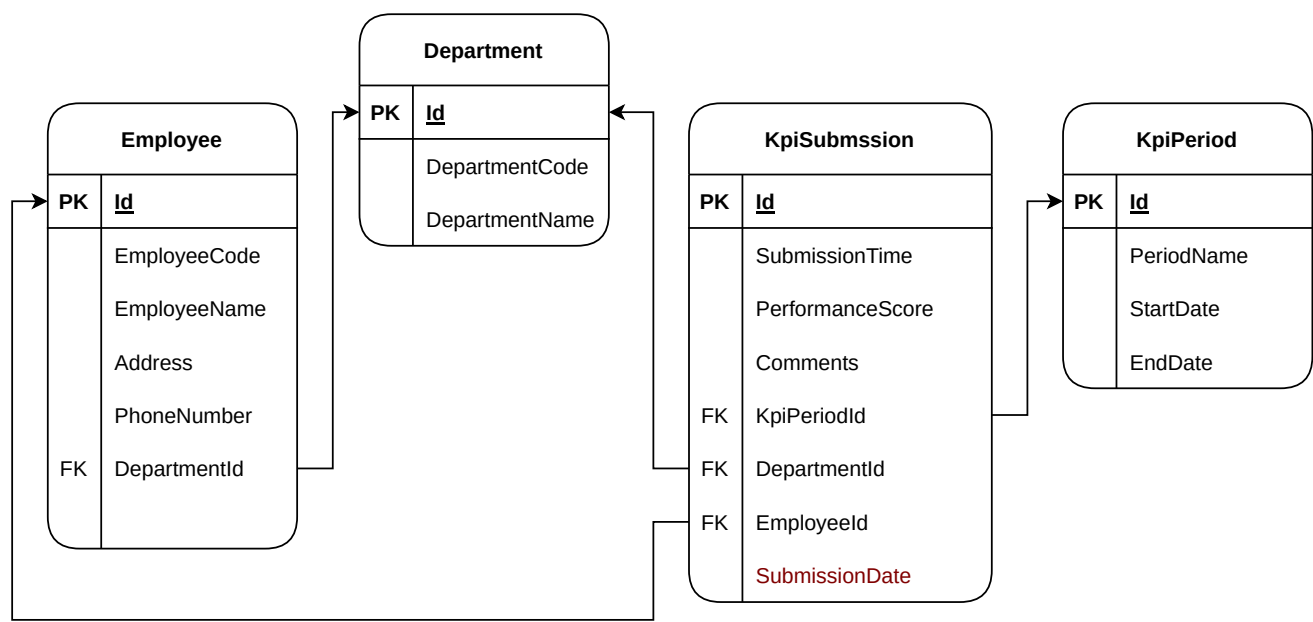 Department
PK Id
DepartmentCode
DepartmentName
Employee
PK Id
EmployeeCode
EmployeeName
Address
PhoneNumber
FK DepartmentId
KpiSubmssion
PK Id
SubmissionTime
PerformanceScore
Comments
FK KpiPeriodId
FK DepartmentId
FK EmployeeId
SubmissionDate
KpiPeriod
PK Id
PeriodName
StartDate
EndDate